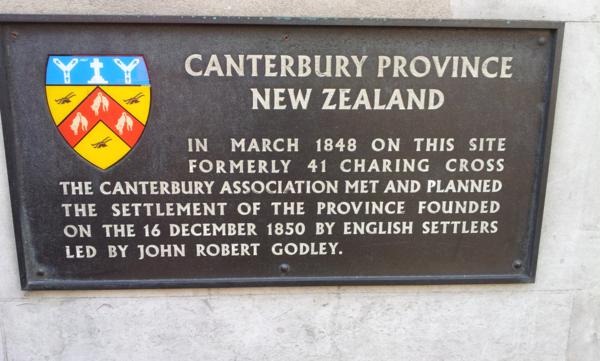 CANTERBURY PROVINCE
NEW ZEALAND
IN MARCH 1848 ON THIS SITE
FORMERLY 41 CHARING CROSS
THE CANTERBURY ASSOCIATION MET AND PLANNED
THE SETTLEMENT OF THE PROVINCE FOUNDED
ON THE 16 DECEMBER 1850 BY ENGLISH SETTLERS
LED BY JOHN ROBERT GODLEY.